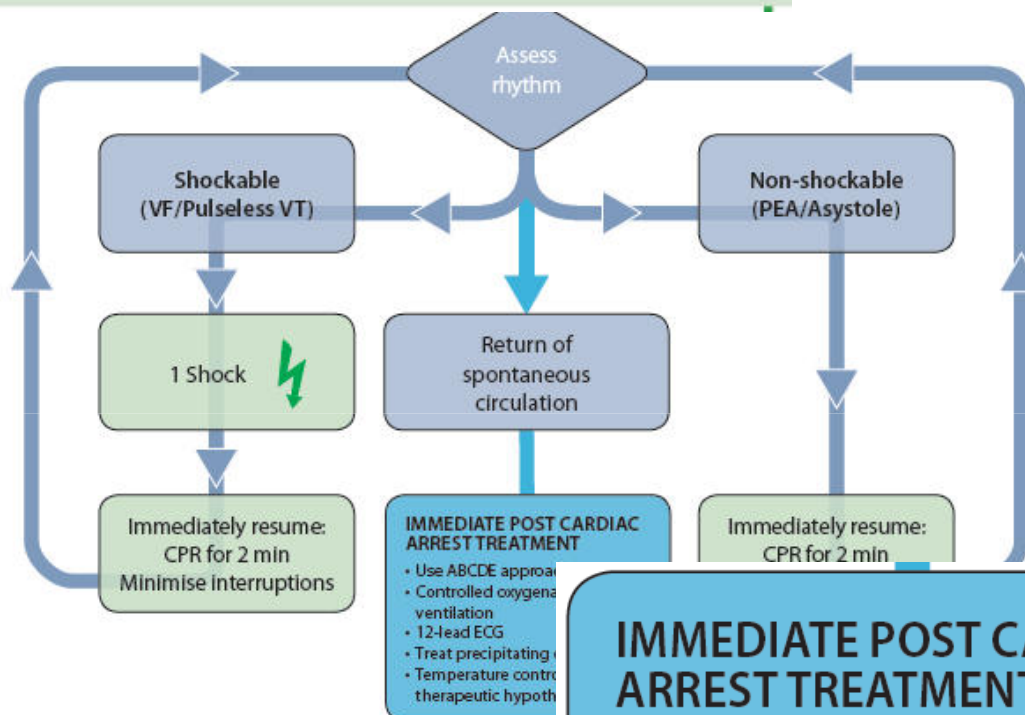 Assess
rhythm
Shockable
(VF/Pulseless VT)
Non-shockable
(PEA/Asystole)
1 Shock
Return of
spontaneous
circulation
Immediately resume:
CPR for 2 min
Minimise interruptions
IMMEDIATE POST CARDIAC
ARREST TREATMENT
• Use ABCDE
• Controlled
ventilation
• 12-lead ECG
• Treat precipitating
• Temperature
therapeutic
Immediately resume:
CPR for 2 min
IMMEDIATE POST
ARREST TREATMENT